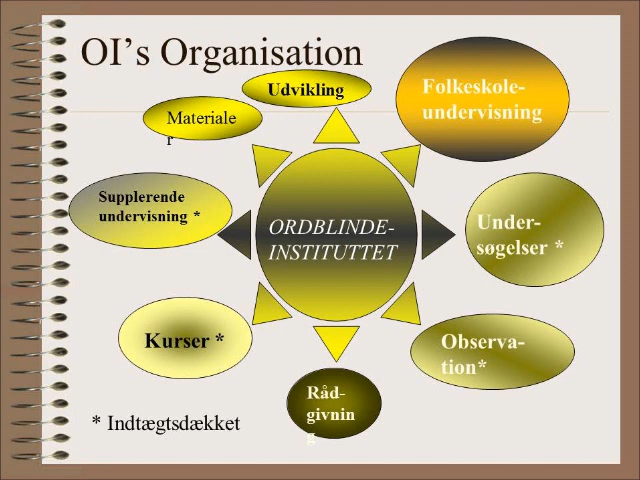 OI’s Organisation
Udvikling
Folkeskole-
undervisning
Materiale
r
Supplerende
undervisning *
ORDBLINDE-
INSTITUTTET
Under-
søgelser *
Kurser *
Observa-
tion*
Råd-
givnin
g
* Indtægtsdækket